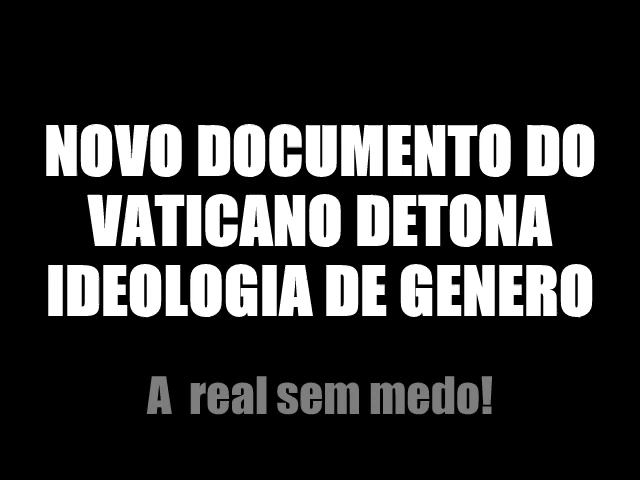 NOVO DOCUMENTO DO
VATICANO DETONA
IDEOLOGIA DE GENERO
A real sem medo!